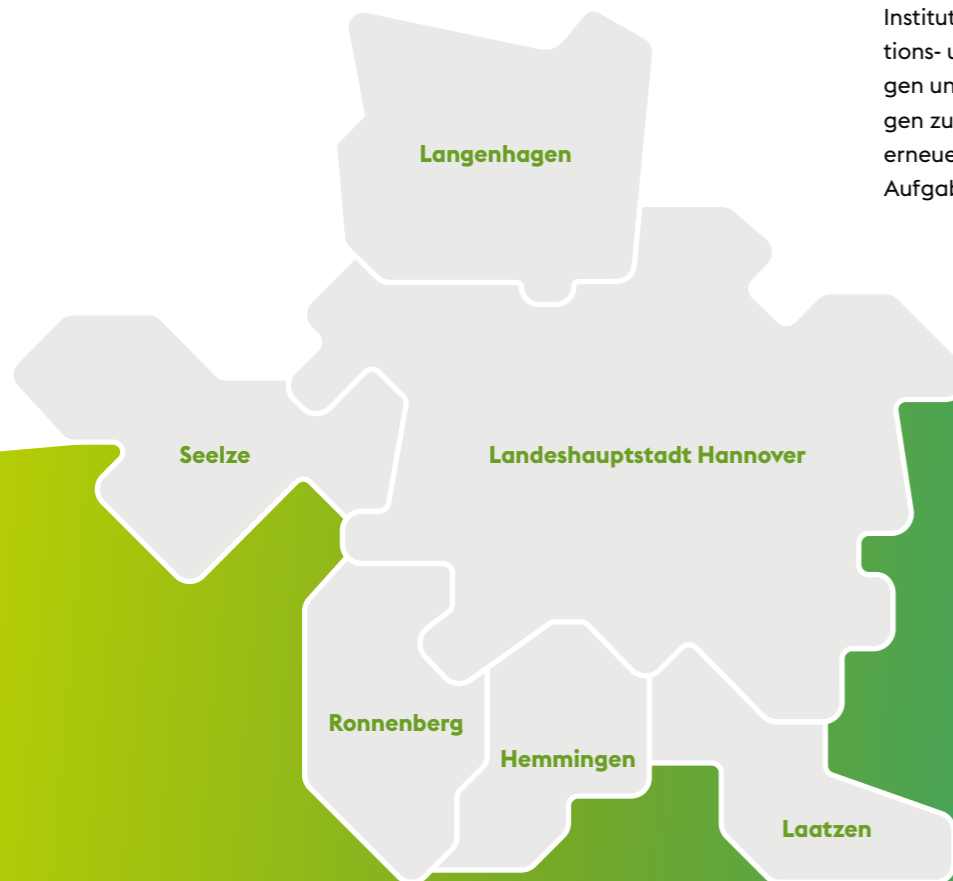 Institut
tions- u
gen un
gen zu
erneue
Aufgab
Langenhagen
Seelze
Landeshauptstadt Hannover
Ronnenberg
Hemmingen
Laatzen